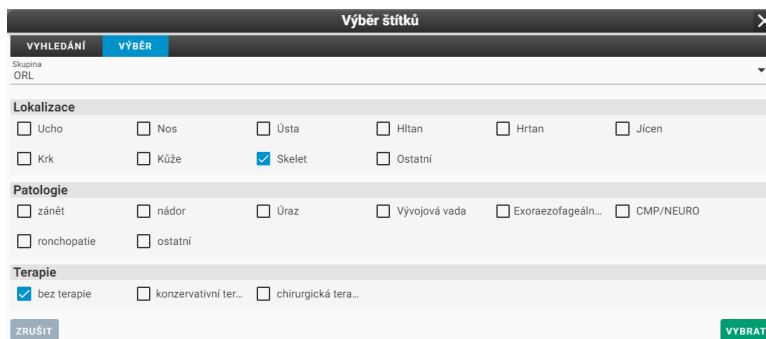 Výběr štítků
VYHLEDÁNÍ VÝBĚR
Skupina
ORL
Lokalizace
Ucho Nos Ústa Hltan Hrtan Jícen
Krk Kůže Skelet Ostatní
Patologie
zánět nádor Úraz Vývojová vada Exoraezofageáln... CMP/NEURO
ronchopatie ostatní
Terapie
bez terapie konzervativní ter... chirurgická tera...
ZRUŠIT VYBRAT